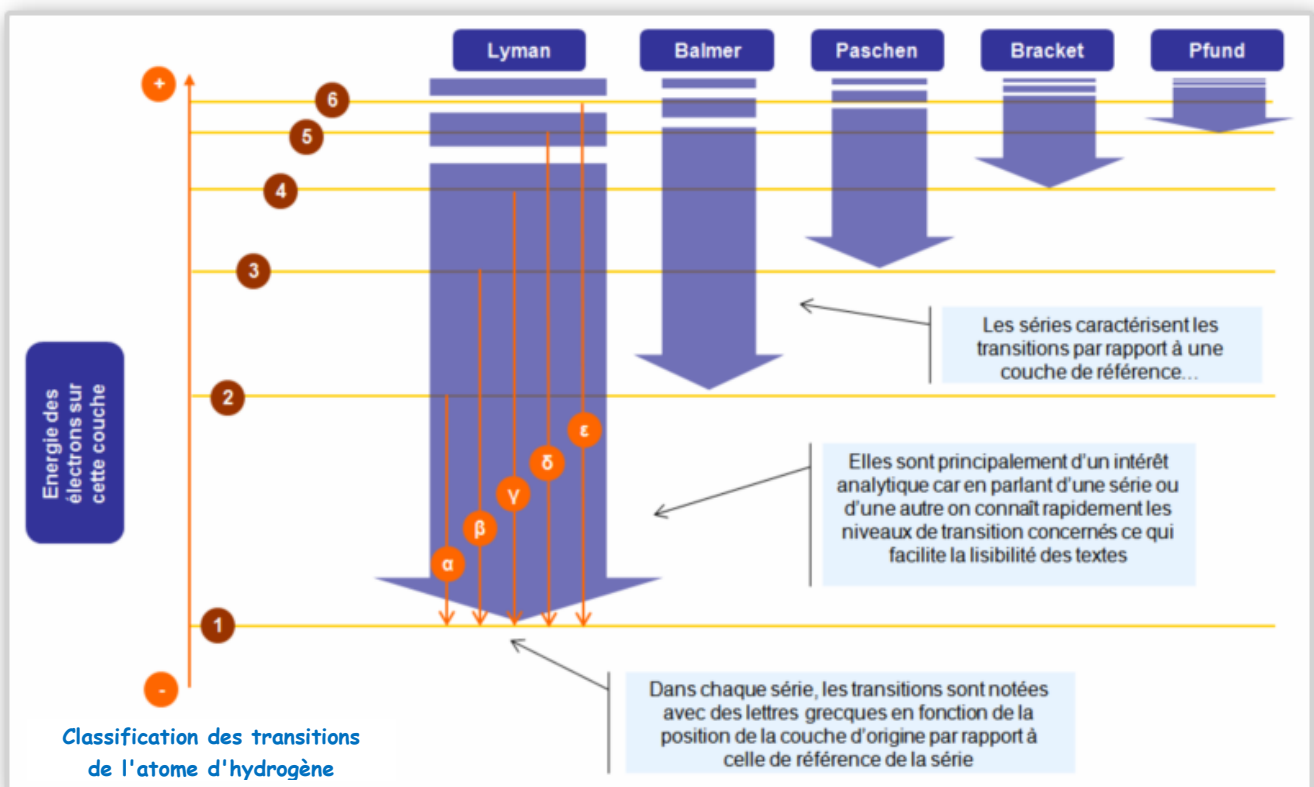 Lyman
Balmer
Paschen
Bracket
Pfund
+
6
5
4
3
2
1
-
Energie des
électrons sur
cette couche
α
β
γ
δ
ε
Les séries caractérisent les
transitions par rapport à une
couche de référence…
Elles sont principalement d'un intérêt
analytique car en parlant d'une série ou
d'une autre on connaît rapidement les
niveaux de transition concernés ce qui
facilite la lisibilité des textes
Dans chaque série, les transitions sont notées
avec des lettres grecques en fonction de la
position de la couche d'origine par rapport à
celle de référence de la série
Classification des transitions
de l'atome d'hydrogène